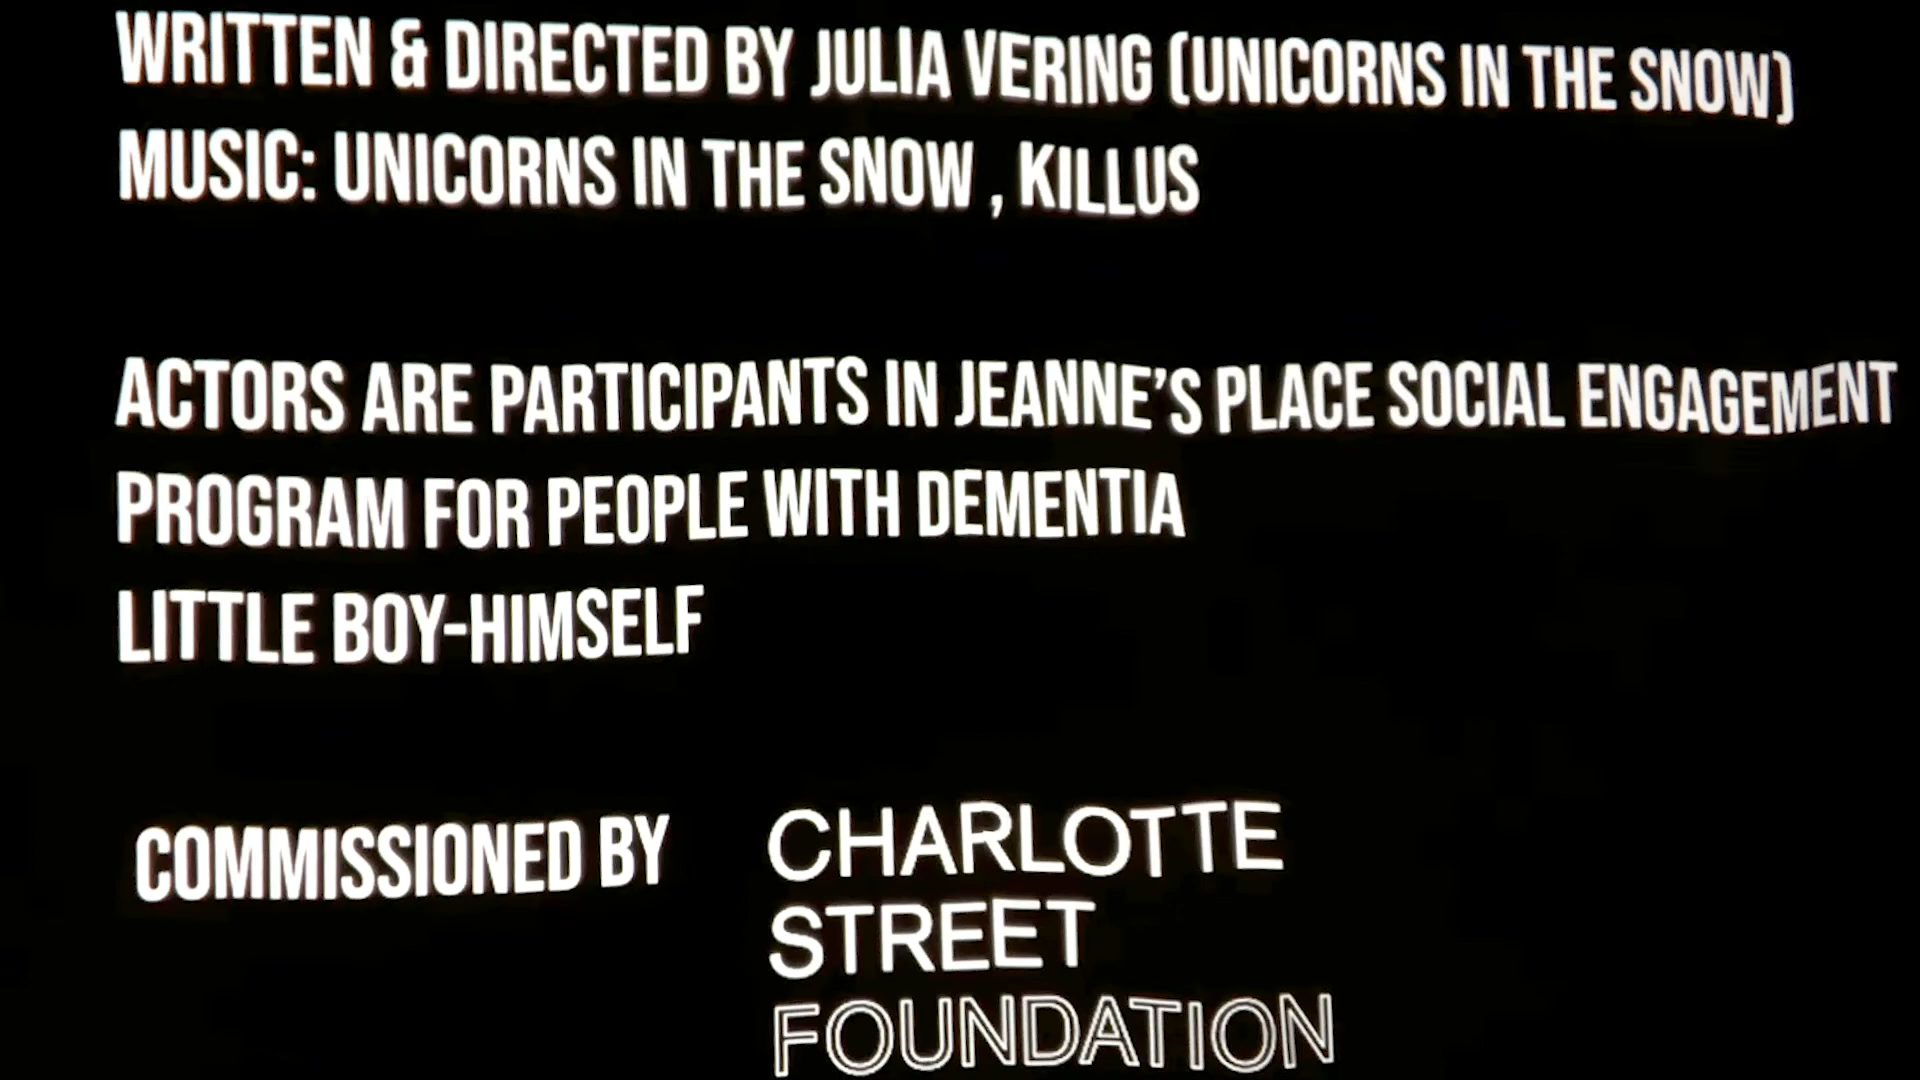 WRITTEN & DIRECTED BY JULIA VERING (UNICORNS IN THE SNOW)
MUSIC: UNICORNS IN THE SNOW , KILLUS
ACTORS ARE PARTICIPANTS IN JEANNE'S PLACE SOCIAL ENGAGEMENT
PROGRAM FOR PEOPLE WITH DEMENTIA
LITTLE BOY-HIMSELF
COMMISSIONED BY
CHARLOTTE
STREET
FOUNDATION